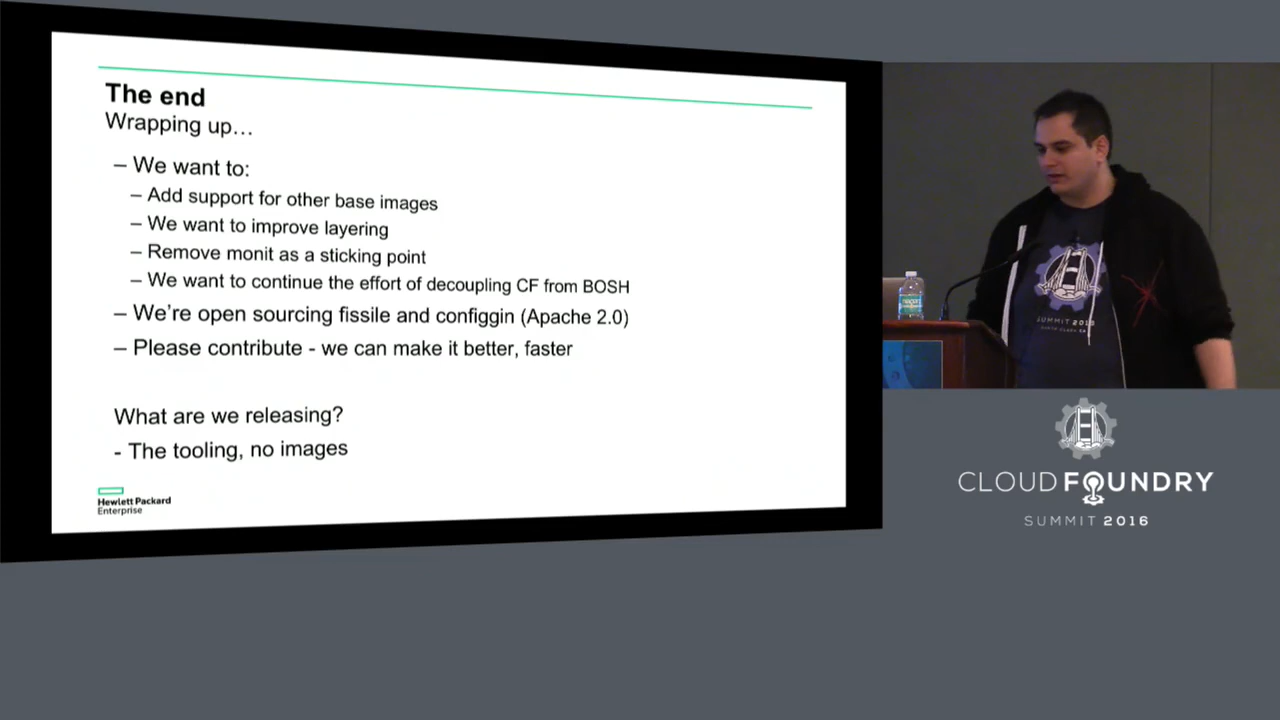 The end
Wrapping up…
– We want to:
– Add support for other base images
– We want to improve layering
– Remove monit as a sticking point
– We want to continue the effort of decoupling CF from BOSH
– We're open sourcing fissile and configgin (Apache 2.0)
– Please contribute - we can make it better, faster
What are we releasing?
- The tooling, no images
Hewlett Packard
Enterprise
SUMMIT 2016
CLOUD FOUNDRY
SUMMIT 2016